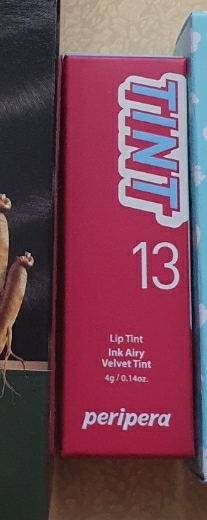 TINT
13
Lip Tint
Ink Airy
Velvet Tint
4g / 0.14oz.
peripera